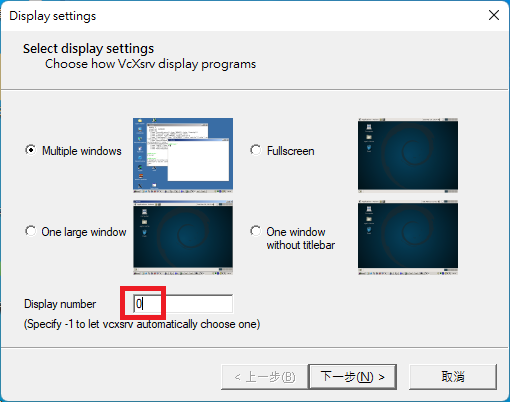 Display settings
Select display settings
Choose how VcXsrv display programs
Multiple windows
Fullscreen
One large window
One window
without titlebar
Display number
0
(Specify -1 to let vcxsrv automatically choose one)
< 上一步(B)
下一步(N) >
取消